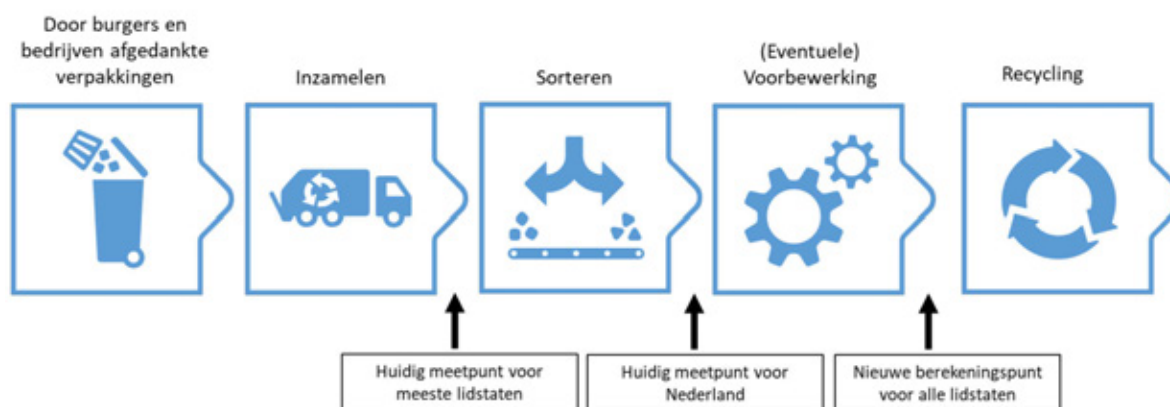 Door burgers en
bedrijven afgedankte
verpakkingen
Inzamelen
Sorteren
(Eventuele)
Voorbewerking
Recycling
Huidig meetpunt voor
meeste lidstaten
Huidig meetpunt voor
Nederland
Nieuwe berekeningspunt
voor alle lidstaten